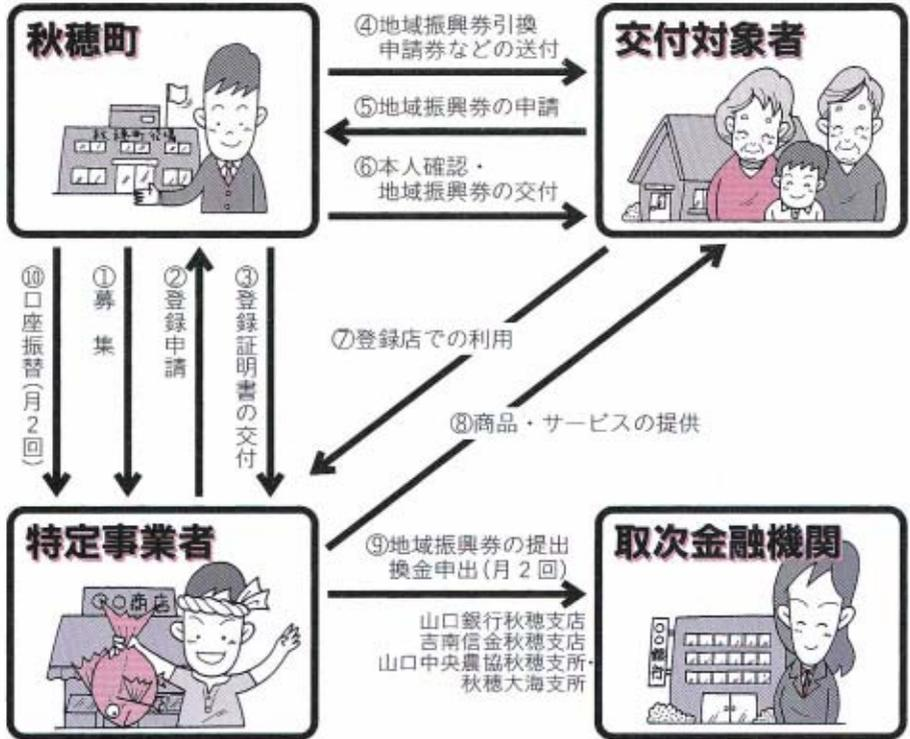 秋穂町
秋穂町役場
④地域振興券引換
申請券などの送付
⑤地域振興券の申請
⑥本人確認・
地域振興券の交付
交付対象者
⑩口座振替(月2回)
①募集
②登録申請
③登録証明書の交付
⑦登録店での利用
⑧商品・サービスの提供
特定事業者
○○商店
⑨地域振興券の提出
換金申出(月2回)
山口銀行秋穂支店
吉南信金秋穂支店
山口中央農協秋穂支所・
秋穂大海支所
取次金融機関